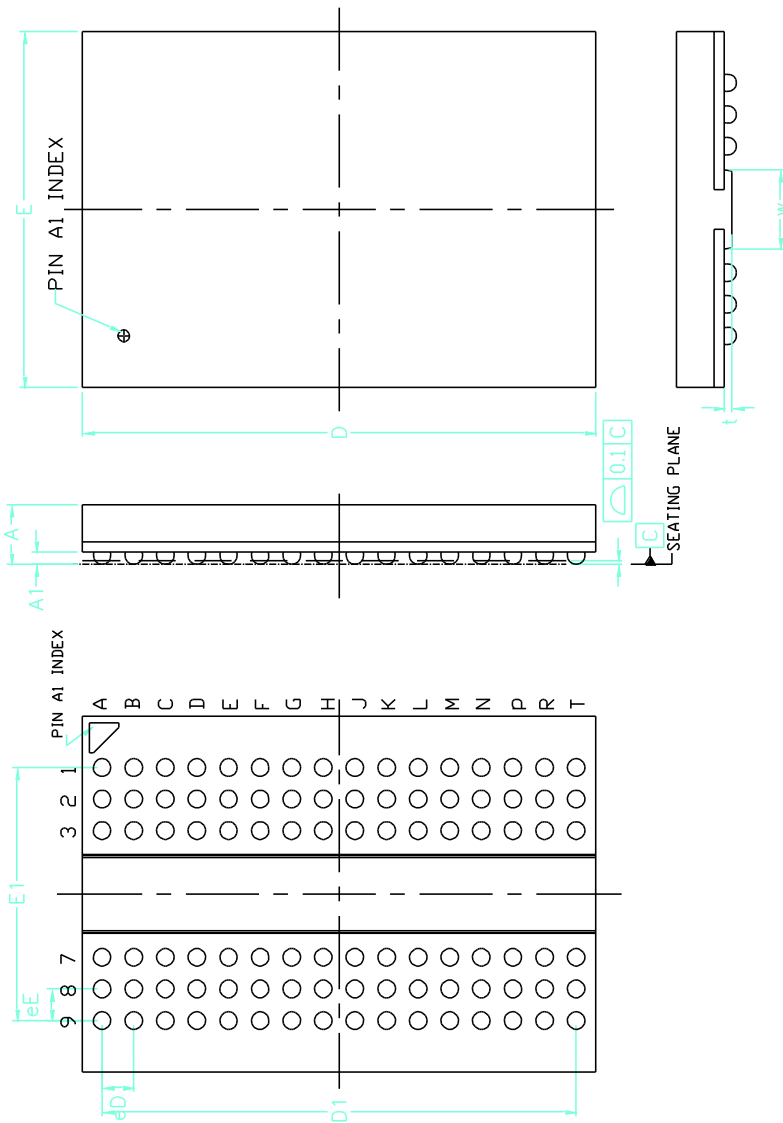 E
PIN A1 INDEX
W
t
D
0.1 C
C
SEATING PLANE
A
A1
PIN A1 INDEX
A B C D E F G H J K L M N P R T
1
2
3
7
8
9
E1
eE
eD1
D1